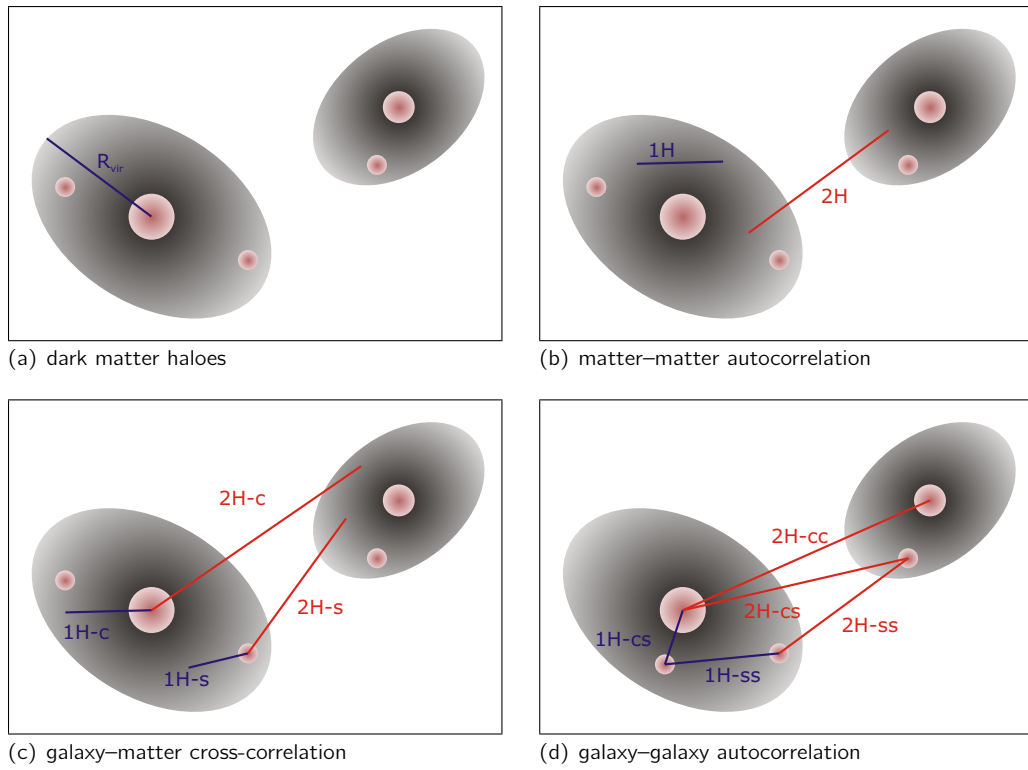 R_vir
(a) dark matter haloes
1H
2H
(b) matter–matter autocorrelation
2H-c
2H-s
1H-c
1H-s
(c) galaxy–matter cross-correlation
2H-cc
2H-cs
2H-ss
1H-cs
1H-ss
(d) galaxy–galaxy autocorrelation